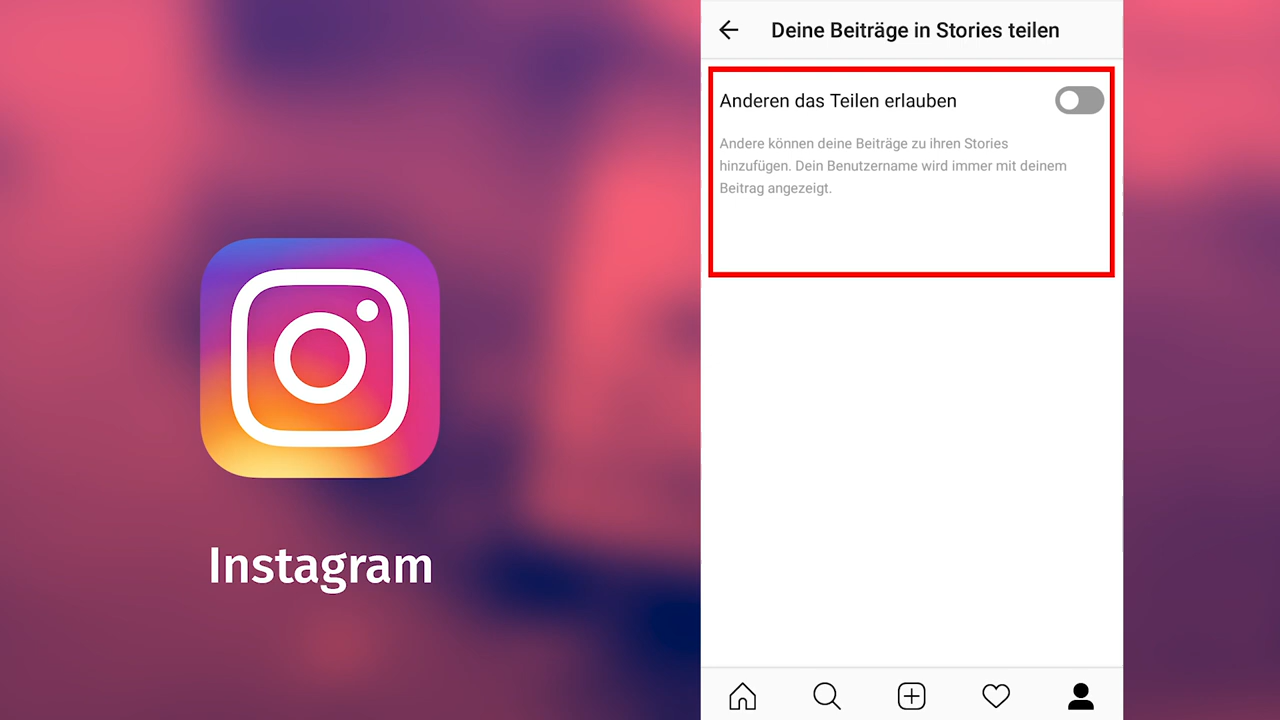 Instagram
Deine Beiträge in Stories teilen
Anderen das Teilen erlauben
Andere können deine Beiträge zu ihren Stories
hinzufügen. Dein Benutzername wird immer mit deinem
Beitrag angezeigt.